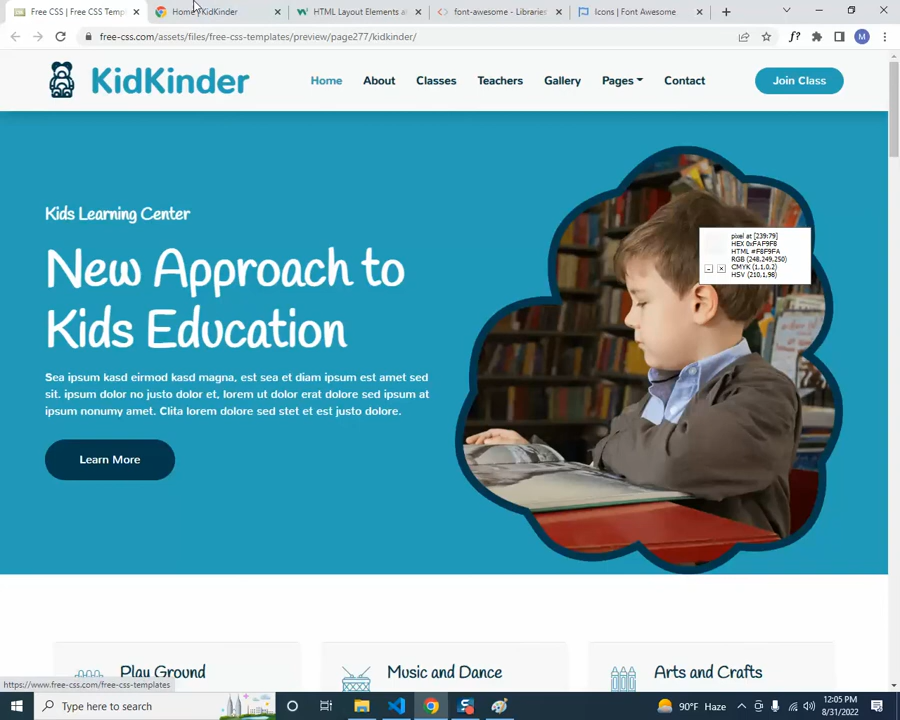 Free CSS | Free CSS Temp
Home KidKinder
HTML Layout Elements a
font-awesome - Librarie
Icons | Font Awesome
free-css.com/assets/files/free-css-templates/preview/page277/kidkinder/
f?
M
KidKinder
Home
About
Classes
Teachers
Gallery
Pages
Contact
Join Class
Kids Learning Center
New Approach to
Kids Education
Sea ipsum kasd eirmod kasd magna, est sea et diam ipsum est amet sed
sit. ipsum dolor no justo dolor et, lorem ut dolor erat dolore sed ipsum at
ipsum nonumy amet. Clita lorem dolore sed stet et est justo dolore.
Learn More
pixel at [239:79]
HEX 0xFAF9F8
HTML #F8F9FA
RGB (248,249,250)
CMYK (1,1,0,2)
HSV (210,1,98)
Play Ground
Music and Dance
Arts and Crafts
https://www.free-css.com/free-css-templates
Type here to search
90°F Haze
12:05 PM
8/31/2022